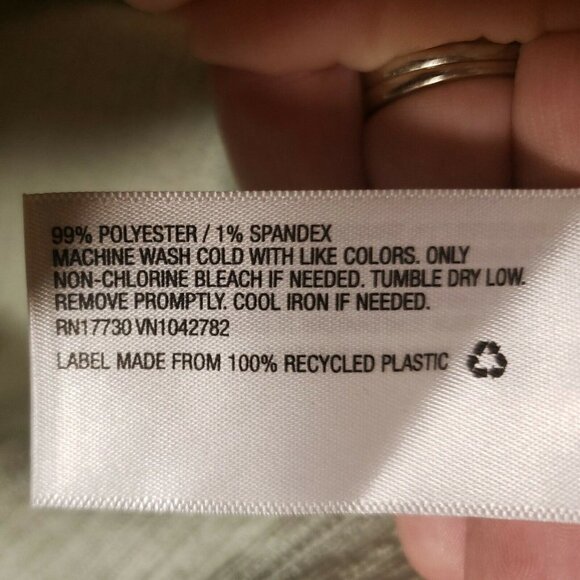 99% POLYESTER / 1% SPANDEX
MACHINE WASH COLD WITH LIKE COLORS. ONLY
NON-CHLORINE BLEACH IF NEEDED. TUMBLE DRY LOW.
REMOVE PROMPTLY. COOL IRON IF NEEDED.
RN17730 VN1042782
LABEL MADE FROM 100% RECYCLED PLASTIC